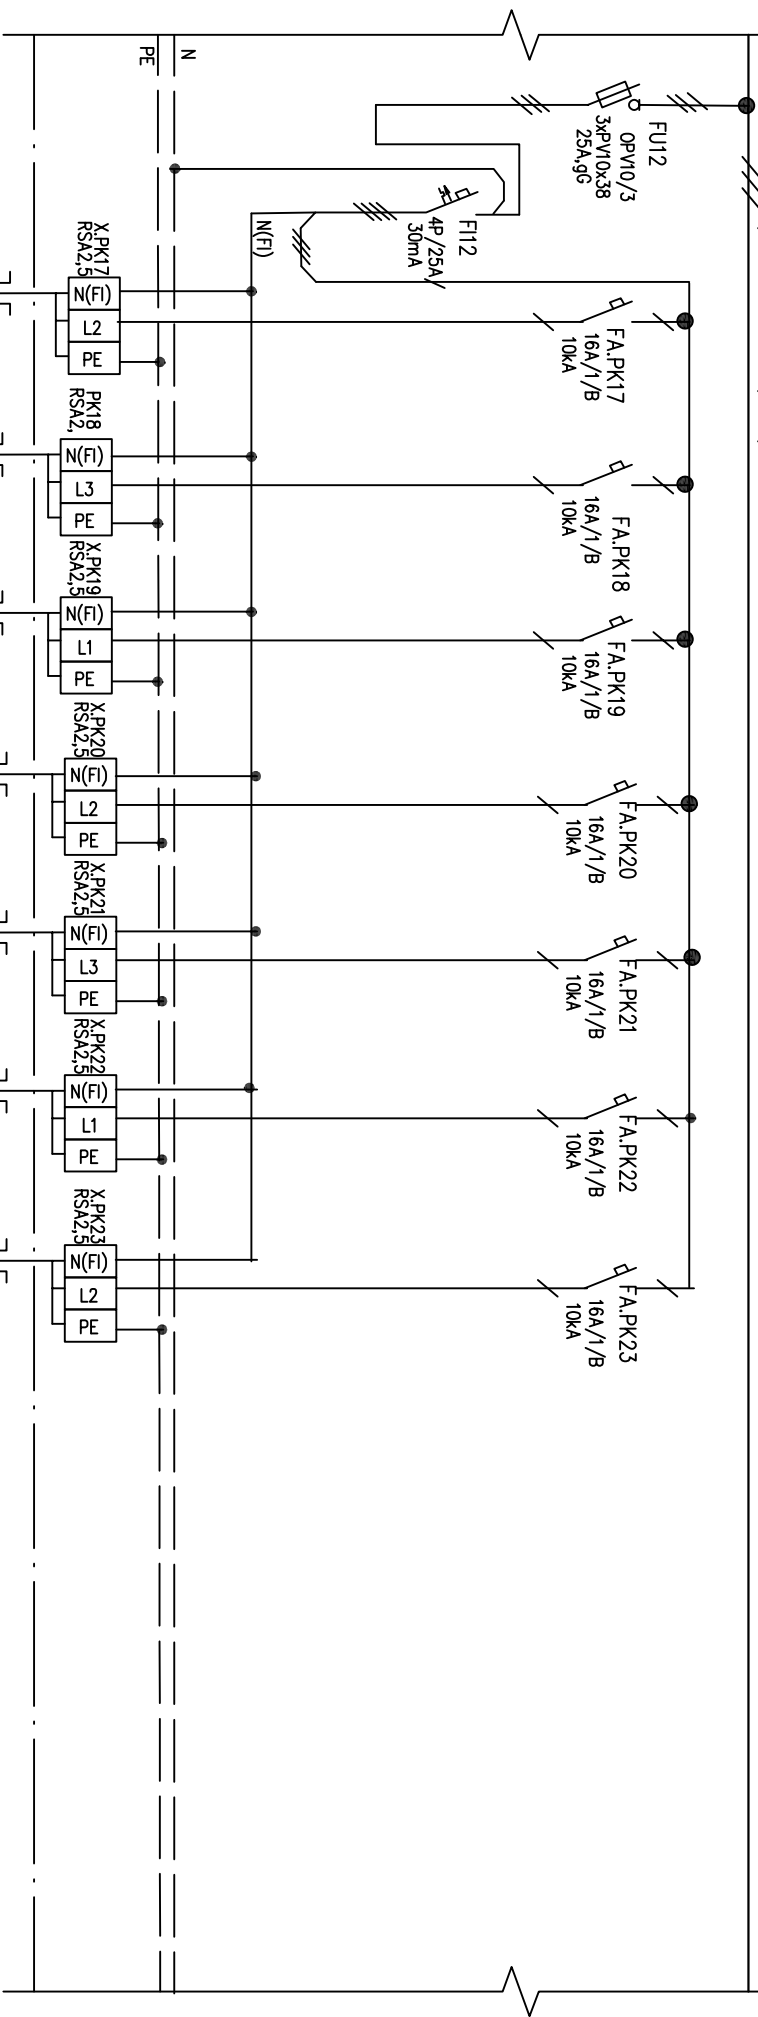 N
PE
FU12
OPV10/3
3xPV10x38
25A,gG
FI12
4P/25A
30mA
N(FI)
X.PK17
RSA2,5
N(FI)
L2
PE
FA.PK17
16A/1/B
10kA
PK18
RSA2,
N(FI)
L3
PE
FA.PK18
16A/1/B
10kA
X.PK19
RSA2,5
N(FI)
L1
PE
FA.PK19
16A/1/B
10kA
X.PK20
RSA2,5
N(FI)
L2
PE
FA.PK20
16A/1/B
10kA
X.PK21
RSA2,5
N(FI)
L3
PE
FA.PK21
16A/1/B
10kA
X.PK22
RSA2,5
N(FI)
L1
PE
FA.PK22
16A/1/B
10kA
X.PK23
RSA2,5
N(FI)
L2
PE
FA.PK23
16A/1/B
10kA